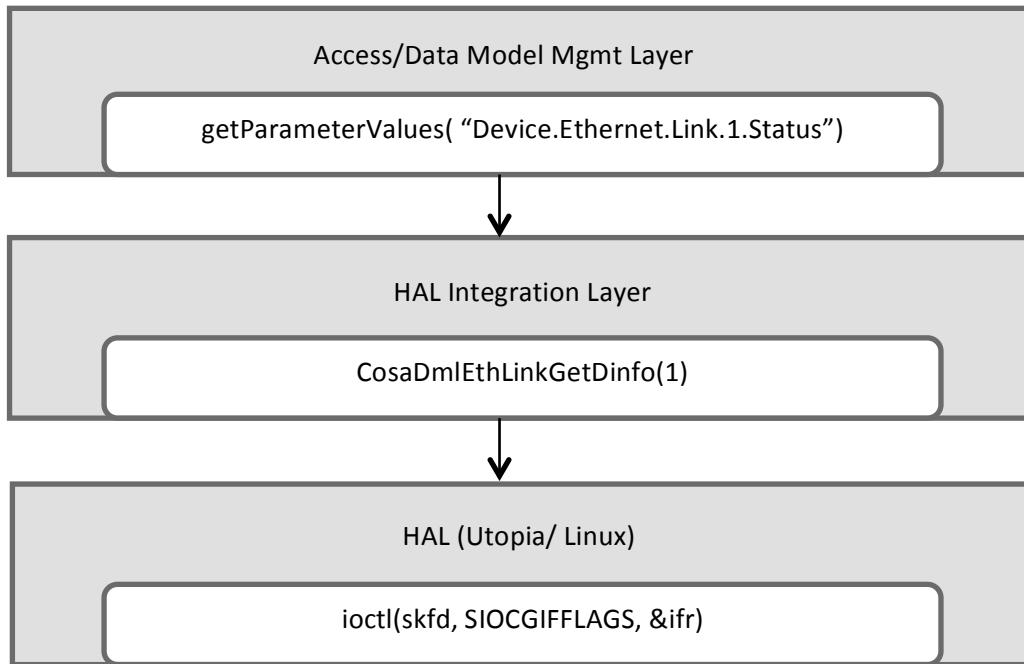 Access/Data Model Mgmt Layer
getParameterValues( “Device.Ethernet.Link.1.Status”)
HAL Integration Layer
CosaDmlEthLinkGetDinfo(1)
HAL (Utopia/ Linux)
ioctl(skfd, SIOCGIFFLAGS, &ifr)